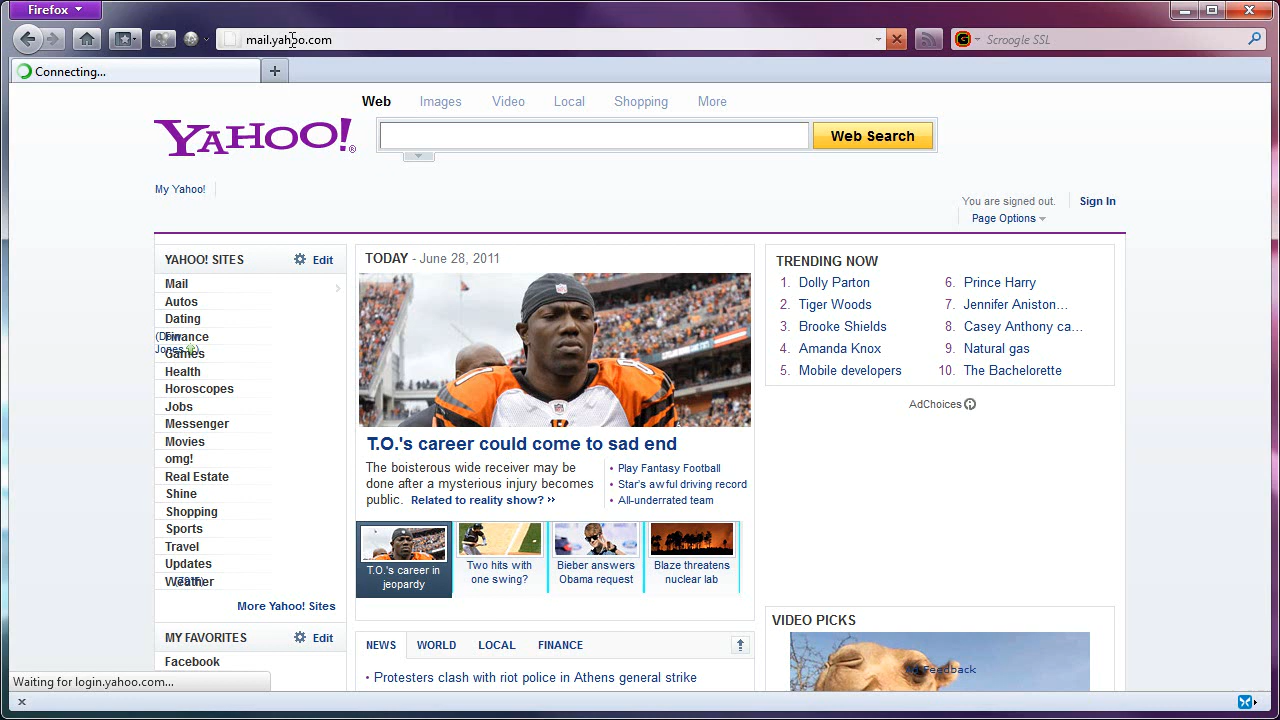 Firefox
mail.yahoo.com
Scroogle SSL
Connecting...
Web Images Video Local Shopping More
YAHOO!
Web Search
My Yahoo!
You are signed out. Sign In
Page Options
YAHOO! SITES Edit
Mail
Autos
Dating
Finance
(Dow Jones)
Games
Health
Horoscopes
Jobs
Messenger
Movies
omg!
Real Estate
Shine
Shopping
Sports
Travel
Updates
Weather
More Yahoo! Sites
MY FAVORITES Edit
Facebook
TODAY - June 28, 2011
T.O.'s career could come to sad end
The boisterous wide receiver may be
done after a mysterious injury becomes
public. Related to reality show? »
• Play Fantasy Football
• Star's awful driving record
• All-underrated team
T.O.'s career in
jeopardy
Two hits with
one swing?
Bieber answers
Obama request
Blaze threatens
nuclear lab
NEWS WORLD LOCAL FINANCE
• Protesters clash with riot police in Athens general strike
TRENDING NOW
1. Dolly Parton
2. Tiger Woods
3. Brooke Shields
4. Amanda Knox
5. Mobile developers
6. Prince Harry
7. Jennifer Aniston...
8. Casey Anthony ca...
9. Natural gas
10. The Bachelorette
AdChoices
VIDEO PICKS
Feedback
Waiting for login.yahoo.com...